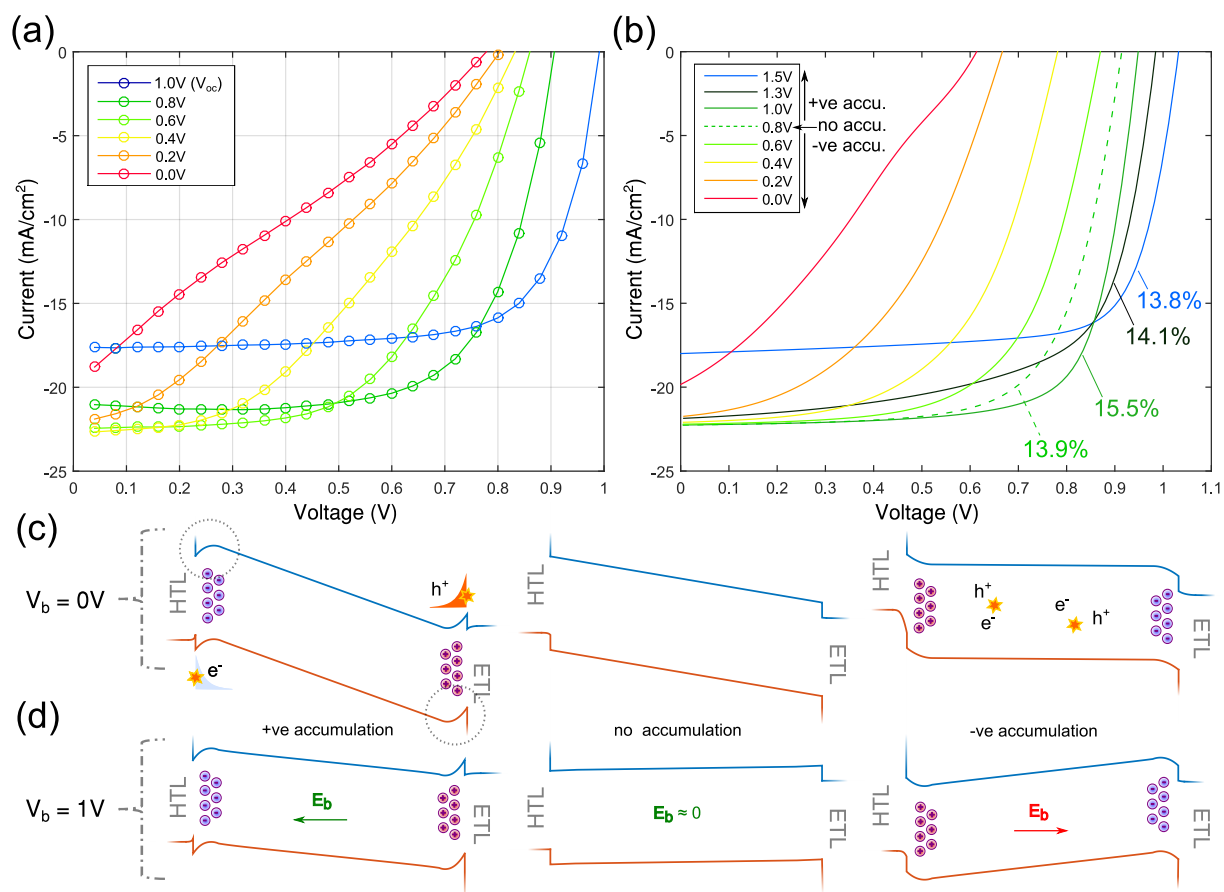 (a)
0
-5
-10
-15
-20
-25
Current (mA/cm²)
1.0V (Voc)
0.8V
0.6V
0.4V
0.2V
0.0V
0 0.1 0.2 0.3 0.4 0.5 0.6 0.7 0.8 0.9 1
Voltage (V)
(b)
0
-5
-10
-15
-20
-25
Current (mA/cm²)
1.5V
1.3V +ve accu.
1.0V
0.8V no accu.
0.6V -ve accu.
0.4V
0.2V
0.0V
13.8%
14.1%
15.5%
13.9%
0 0.1 0.2 0.3 0.4 0.5 0.6 0.7 0.8 0.9 1 1.1
Voltage (V)
(c)
Vb = 0V
HTL
h+
e-
ETL
HTL
ETL
HTL
h+
e-
e-
h+
ETL
+ve accumulation
no accumulation
-ve accumulation
(d)
Vb = 1V
HTL
Eb
ETL
HTL
Eb ≈ 0
ETL
HTL
Eb
ETL